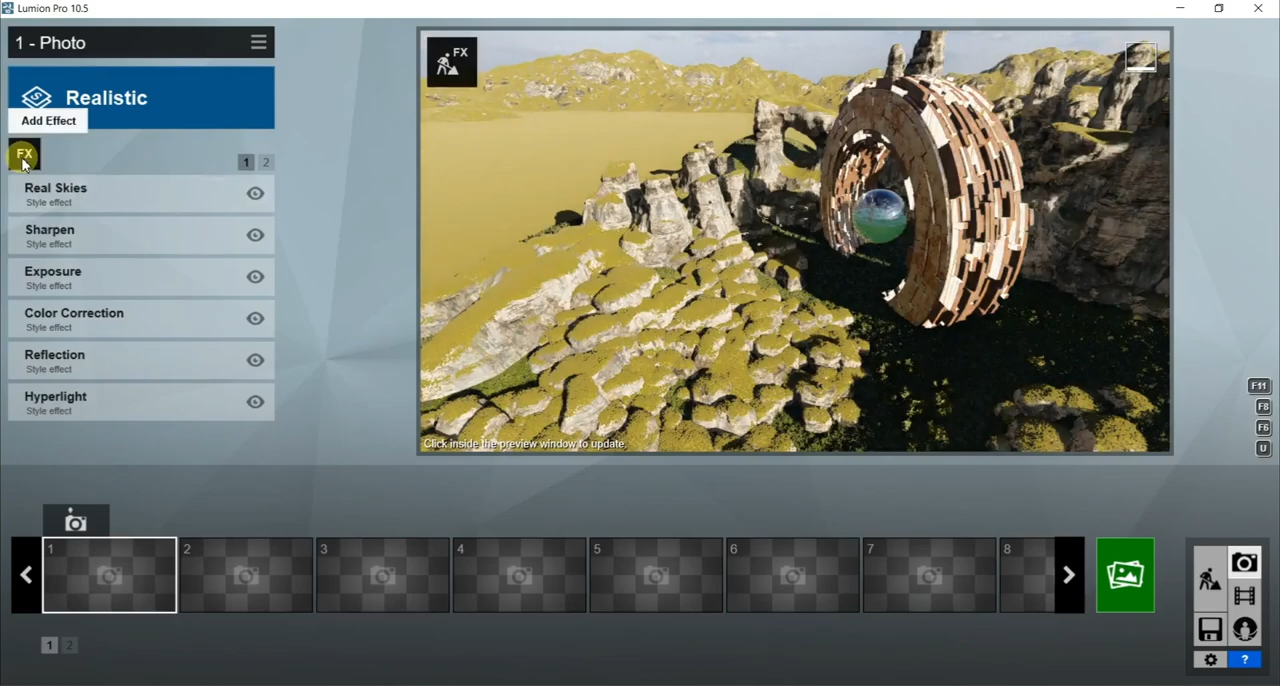 Lumion Pro 10.5
1 - Photo
Realistic
Add Effect
FX
1 2
Real Skies
Style effect
Sharpen
Style effect
Exposure
Style effect
Color Correction
Style effect
Reflection
Style effect
Hyperlight
Style effect
FX
Click inside the preview window to update.
F11
F8
F6
U
1 2 3 4 5 6 7 8
1 2
?